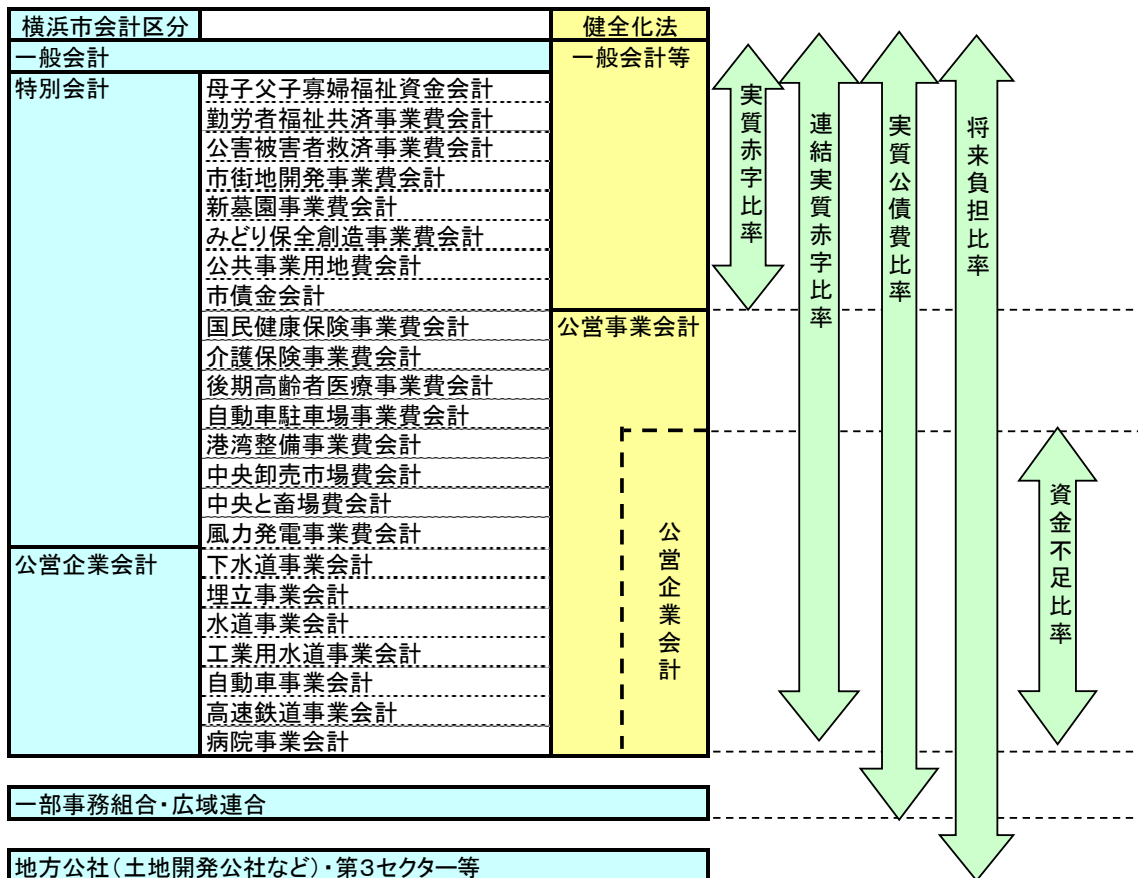 横浜市会計区分
健全化法
一般会計
一般会計等
特別会計
母子父子寡婦福祉資金会計
勤労者福祉共済事業費会計
公害被害者救済事業費会計
市街地開発事業費会計
新墓園事業費会計
みどり保全創造事業費会計
公共事業用地費会計
市債金会計
国民健康保険事業費会計
公営事業会計
介護保険事業費会計
後期高齢者医療事業費会計
自動車駐車場事業費会計
港湾整備事業費会計
中央卸売市場費会計
中央と畜場費会計
風力発電事業費会計
公営企業会計
公営企業会計
下水道事業会計
埋立事業会計
水道事業会計
工業用水道事業会計
自動車事業会計
高速鉄道事業会計
病院事業会計
実質赤字比率
連結実質赤字比率
実質公債費比率
将来負担比率
資金不足比率
一部事務組合・広域連合
地方公社（土地開発公社など）・第３セクター等